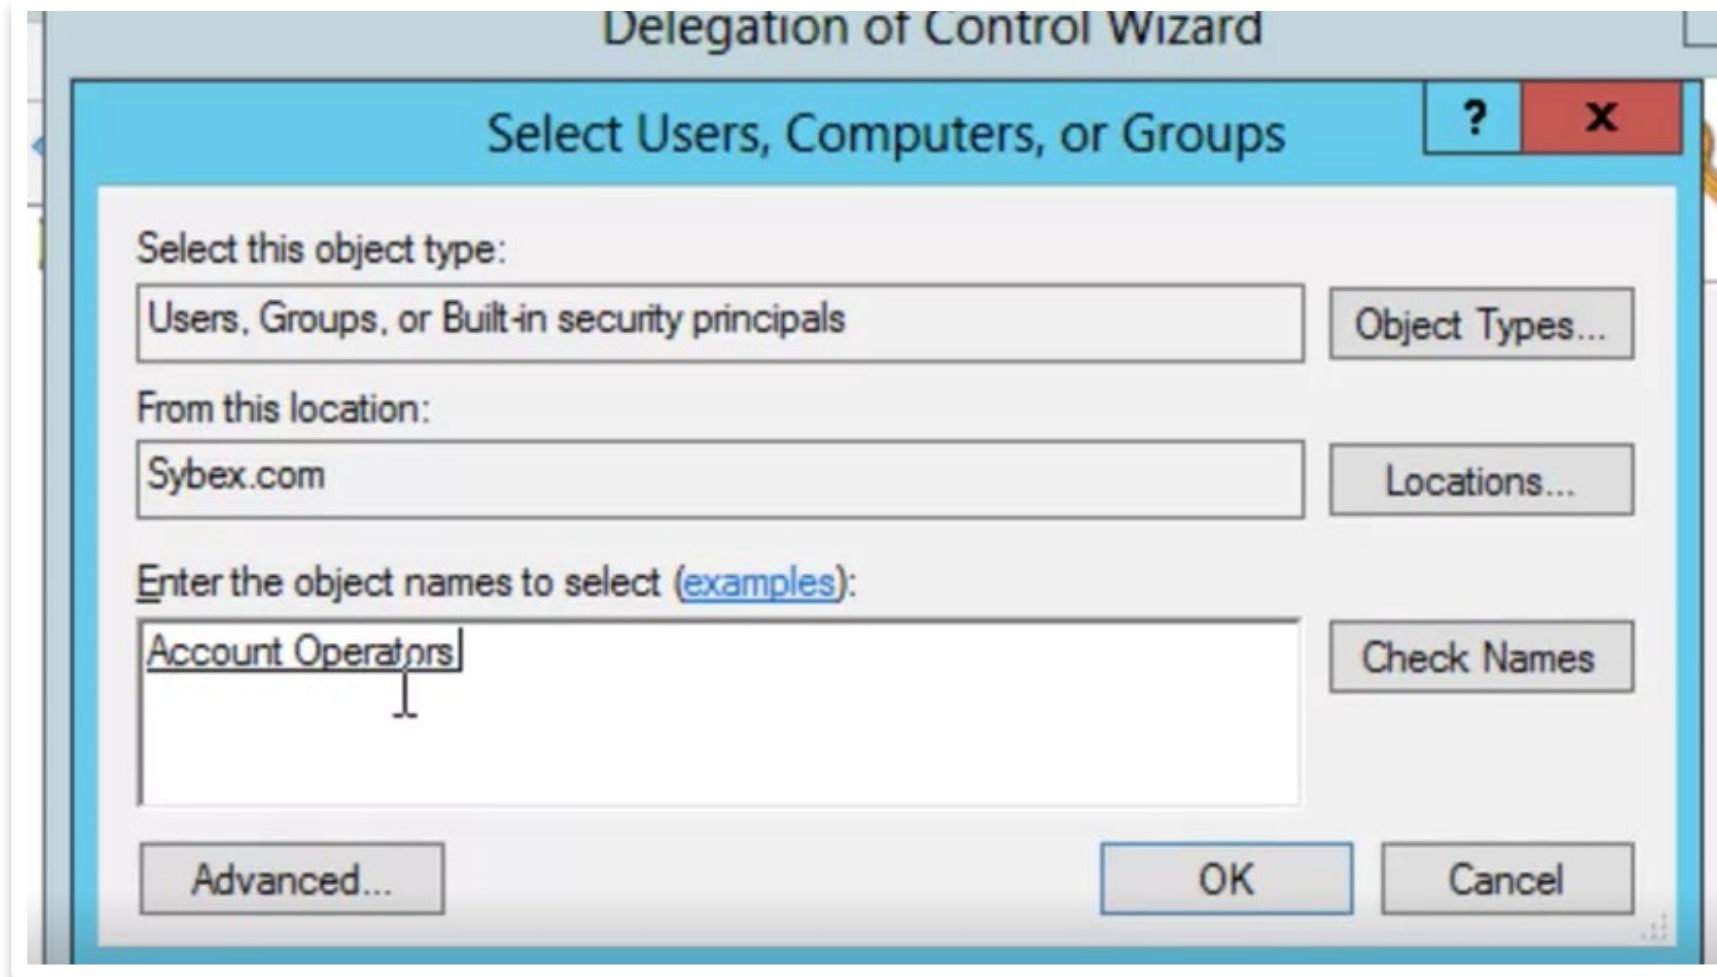 Delegation of Control Wizard
Select Users, Computers, or Groups
?
x
Select this object type:
Users, Groups, or Built-in security principals
Object Types...
From this location:
Sybex.com
Locations...
Enter the object names to select (examples):
Account Operators
Check Names
Advanced...
OK
Cancel